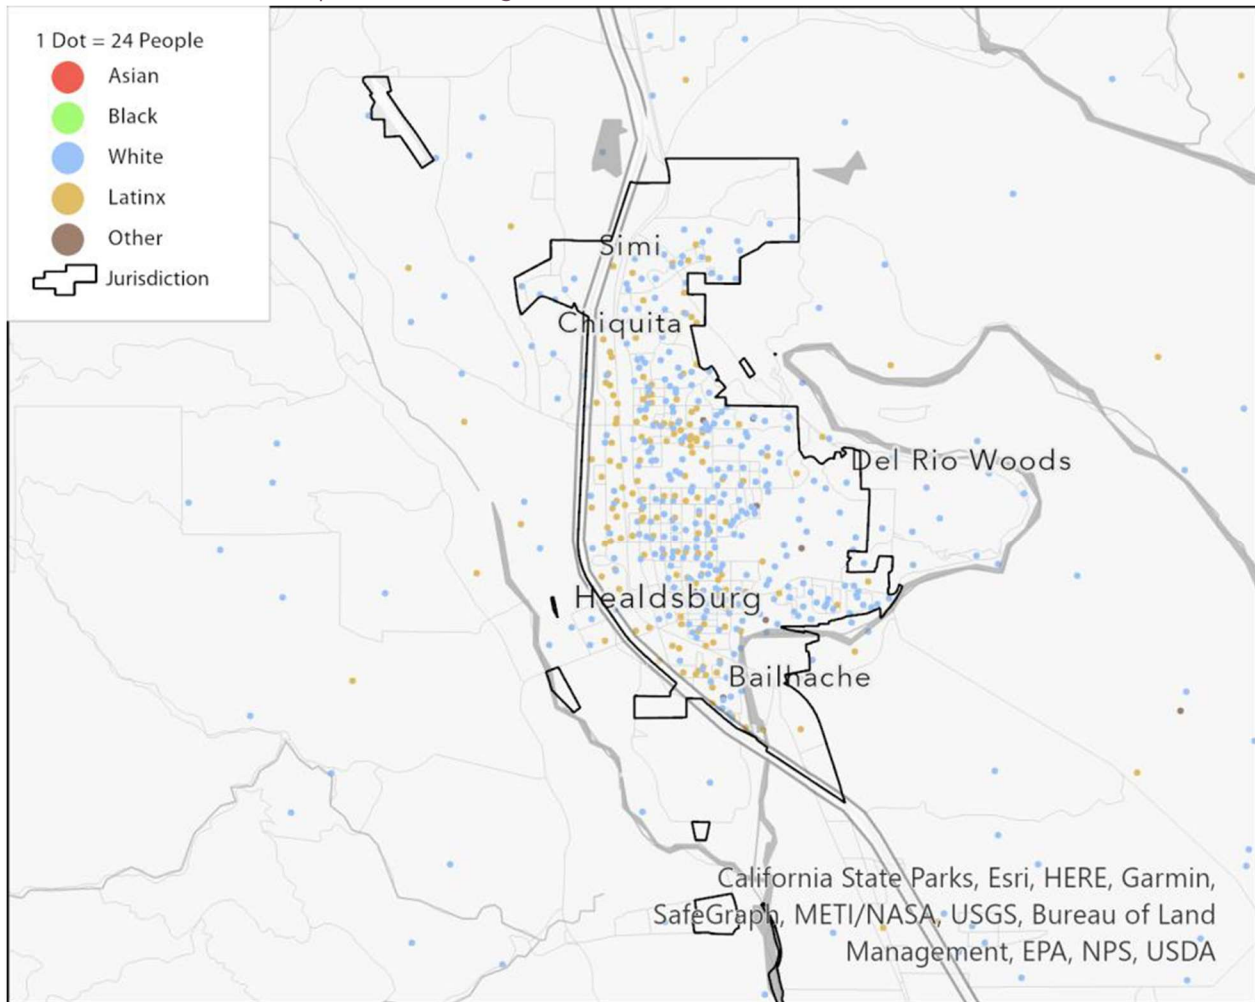 1 Dot = 24 People
Asian
Black
White
Latinx
Other
Jurisdiction
Simi
Chiquita
Del Rio Woods
Healdsburg
Bailhache
California State Parks, Esri, HERE, Garmin,
SafeGraph, METI/NASA, USGS, Bureau of Land
Management, EPA, NPS, USDA